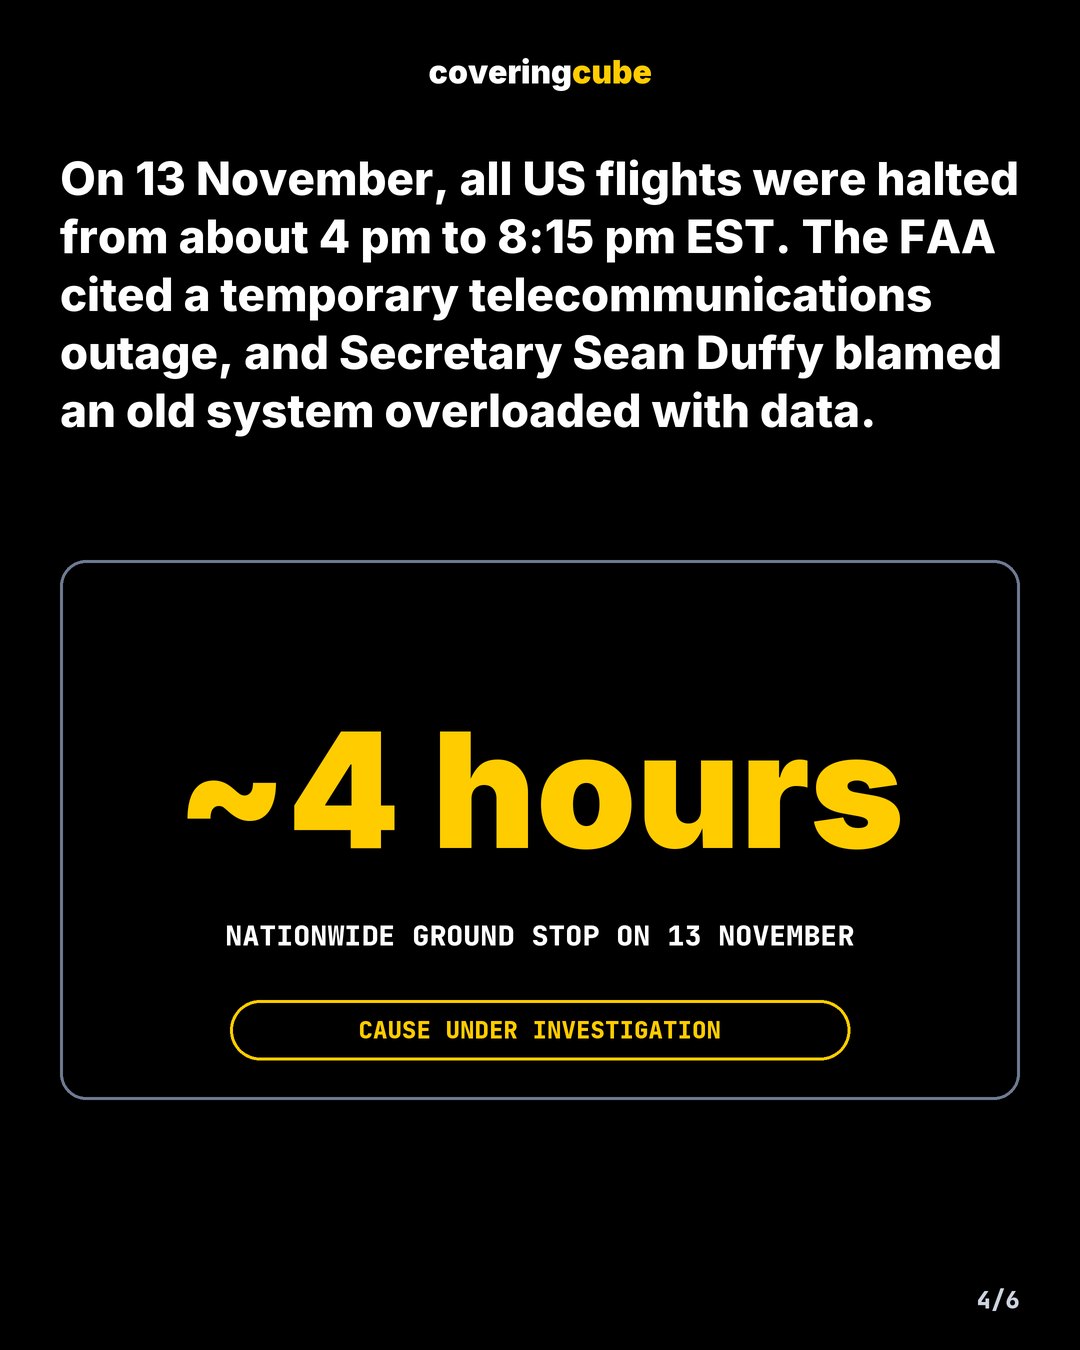 coveringcube
On 13 November, all US flights were halted
from about 4 pm to 8:15 pm EST. The FAA
cited a temporary telecommunications
outage, and Secretary Sean Duffy blamed
an old system overloaded with data.
~4 hours
NATIONWIDE GROUND STOP ON 13 NOVEMBER
CAUSE UNDER INVESTIGATION
4/6